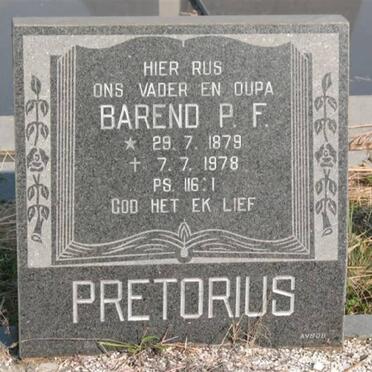 HIER RUS
ONS VADER EN OUPA
BAREND P. F.
★ 29. 7. 1879
✝ 7. 7. 1978
PS. 116:1
GOD HET EK LIEF
PRETORIUS